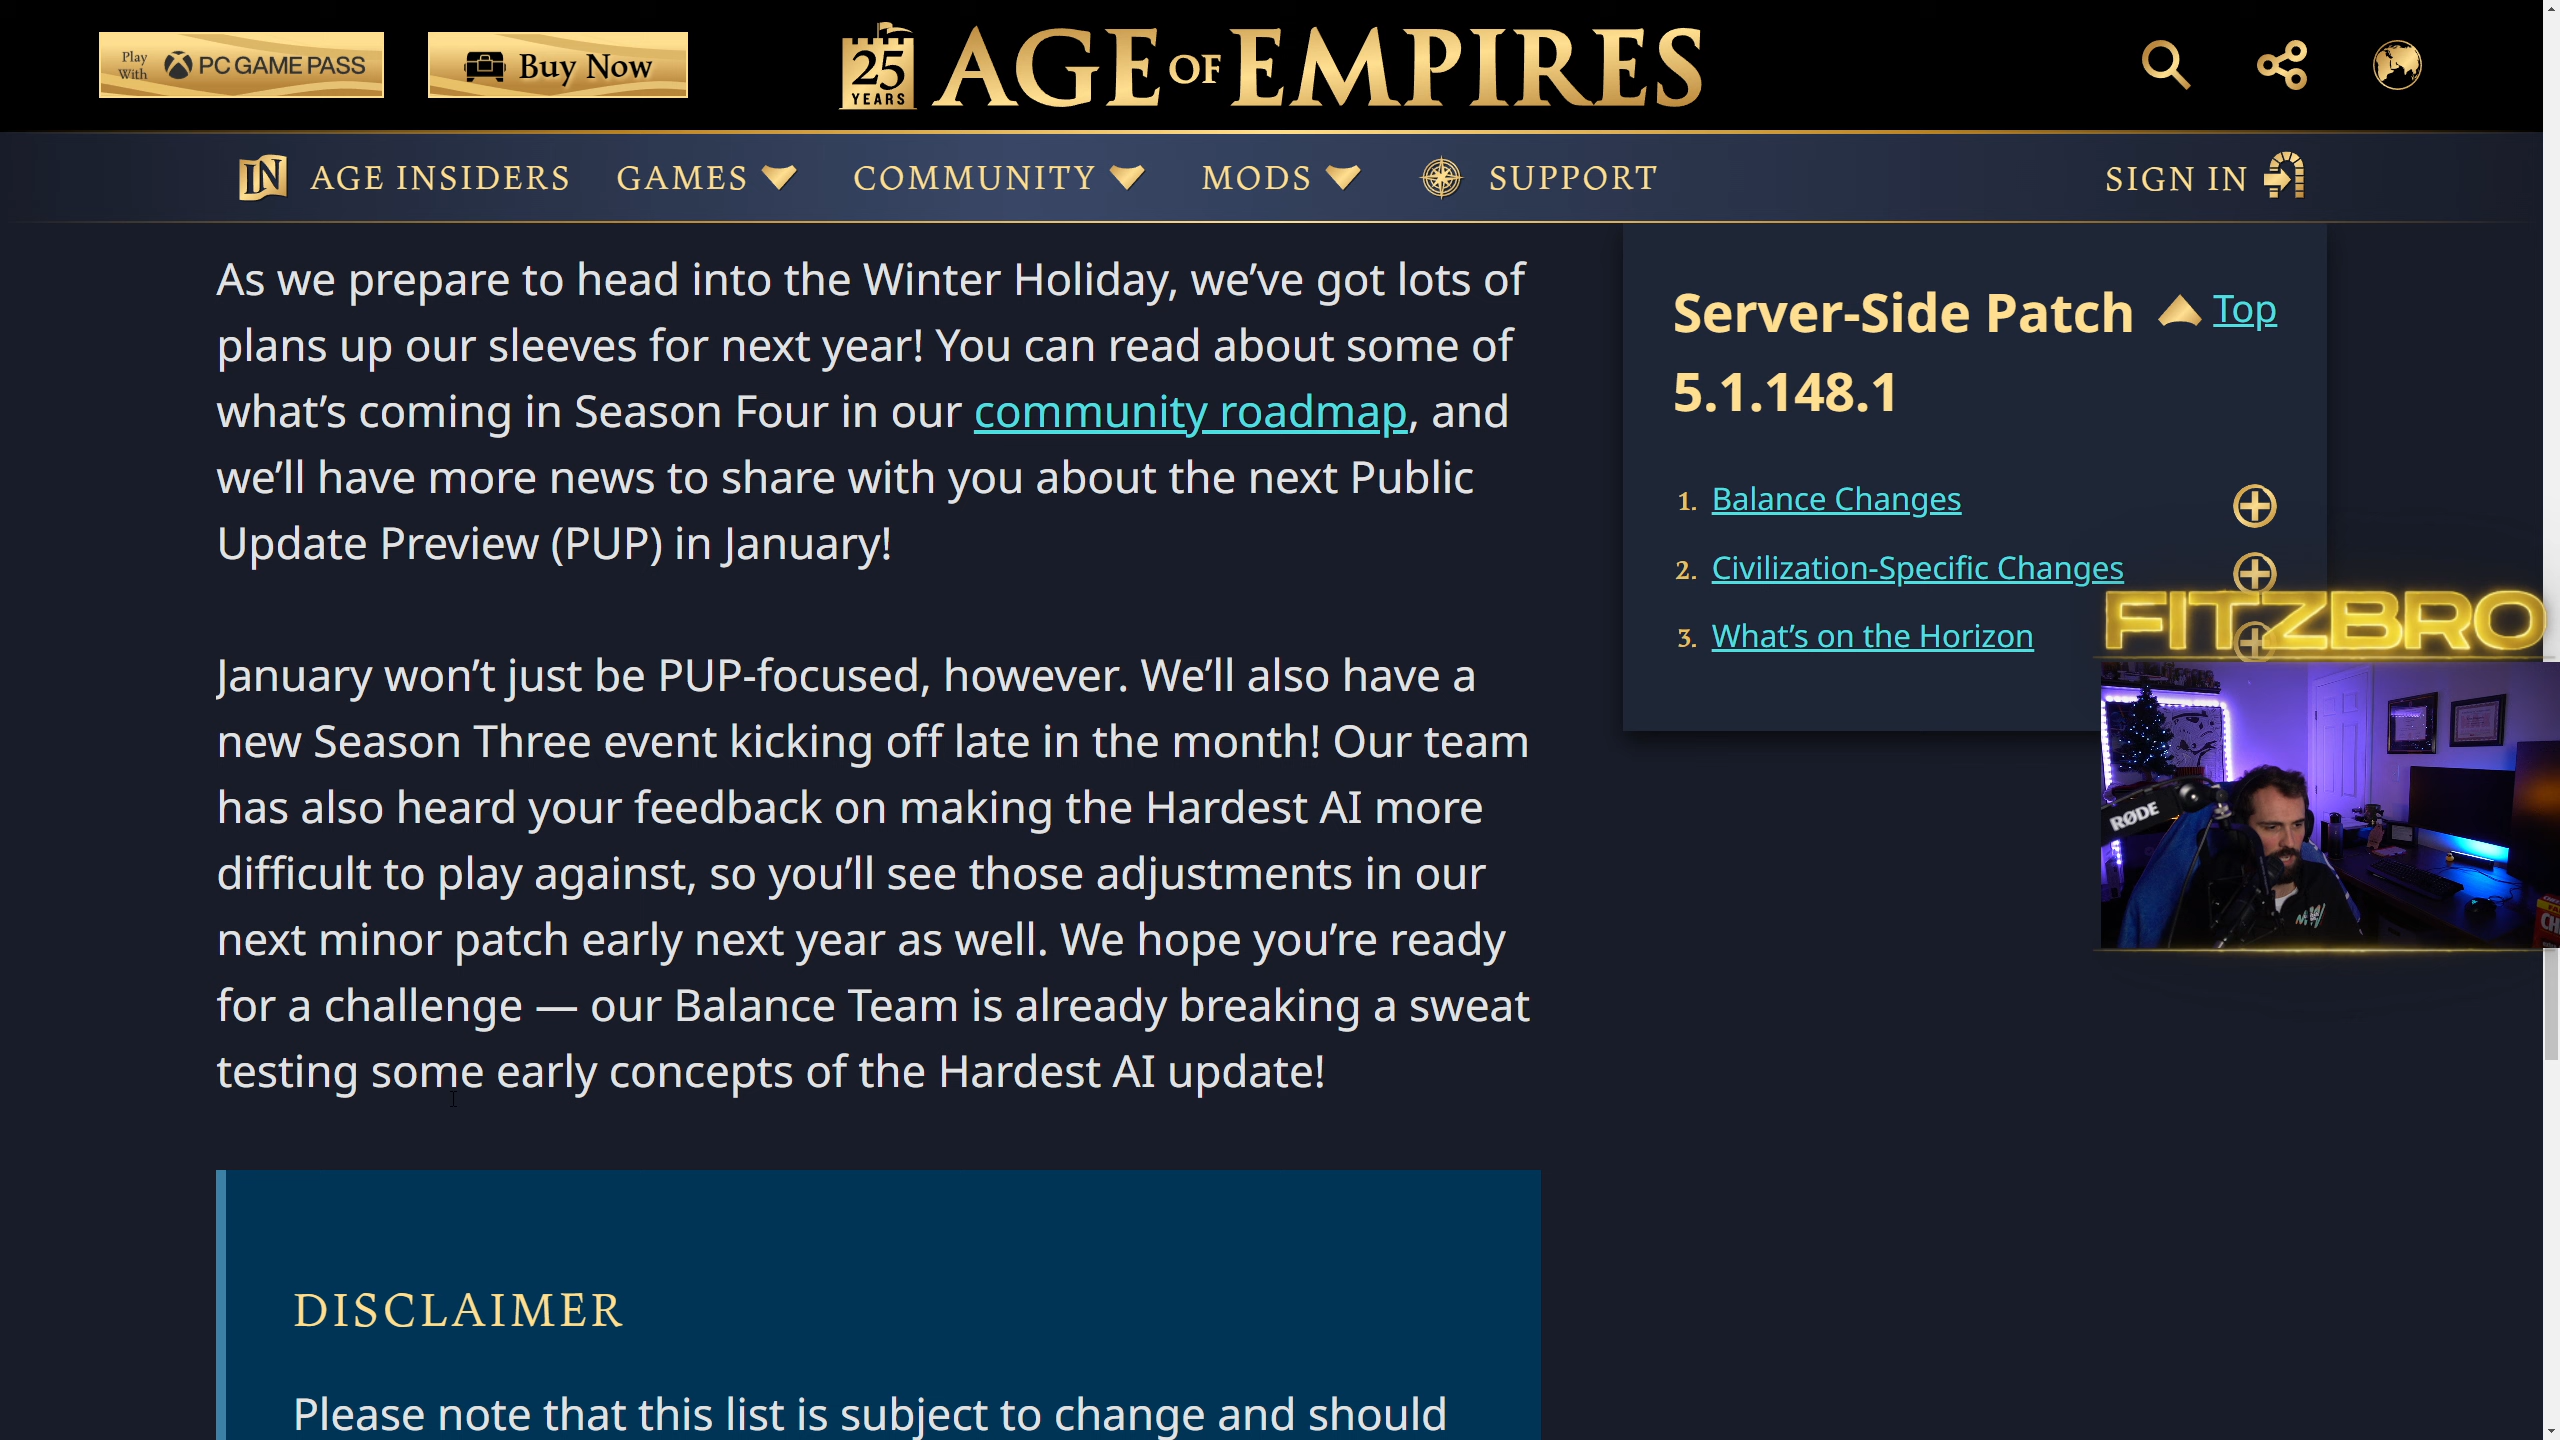 Play
With
PC GAME PASS
Buy Now
25
YEARS
AGE OF EMPIRES
IN AGE INSIDERS GAMES COMMUNITY MODS SUPPORT SIGN IN
As we prepare to head into the Winter Holiday, we’ve got lots of
plans up our sleeves for next year! You can read about some of
what’s coming in Season Four in our community roadmap, and
we’ll have more news to share with you about the next Public
Update Preview (PUP) in January!
January won’t just be PUP-focused, however. We’ll also have a
new Season Three event kicking off late in the month! Our team
has also heard your feedback on making the Hardest AI more
difficult to play against, so you’ll see those adjustments in our
next minor patch early next year as well. We hope you’re ready
for a challenge — our Balance Team is already breaking a sweat
testing some early concepts of the Hardest AI update!
DISCLAIMER
Please note that this list is subject to change and should
Server-Side Patch
5.1.148.1
Top
1. Balance Changes
2. Civilization-Specific Changes
3. What’s on the Horizon
FITZBRO
RØDE